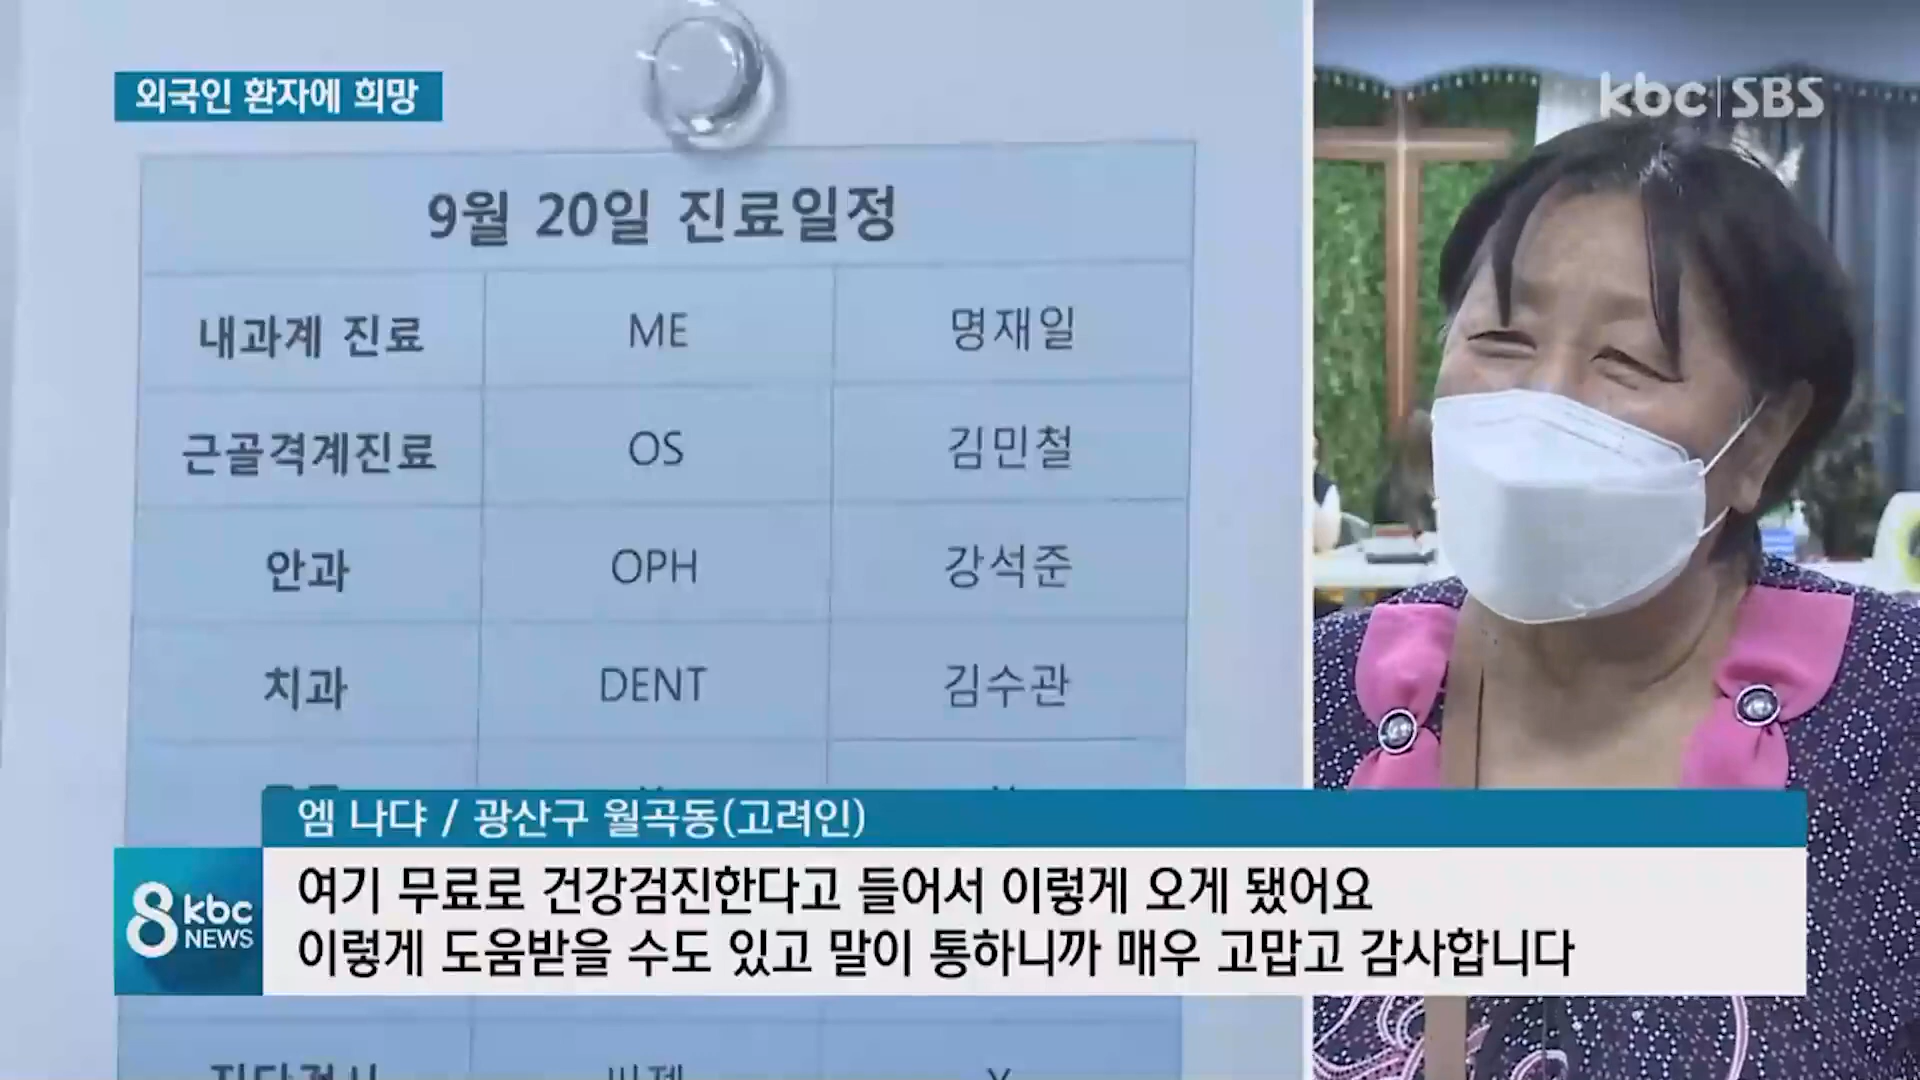 외국인 환자에 희망
kbc SBS
9월 20일 진료일정
내과계 진료 ME 명재일
근골격계진료 OS 김민철
안과 OPH 강석준
치과 DENT 김수관
엠 나댜 / 광산구 월곡동(고려인)
8 kbc NEWS
여기 무료로 건강검진한다고 들어서 이렇게 오게 됐어요
이렇게 도움받을 수도 있고 말이 통하니까 매우 고맙고 감사합니다